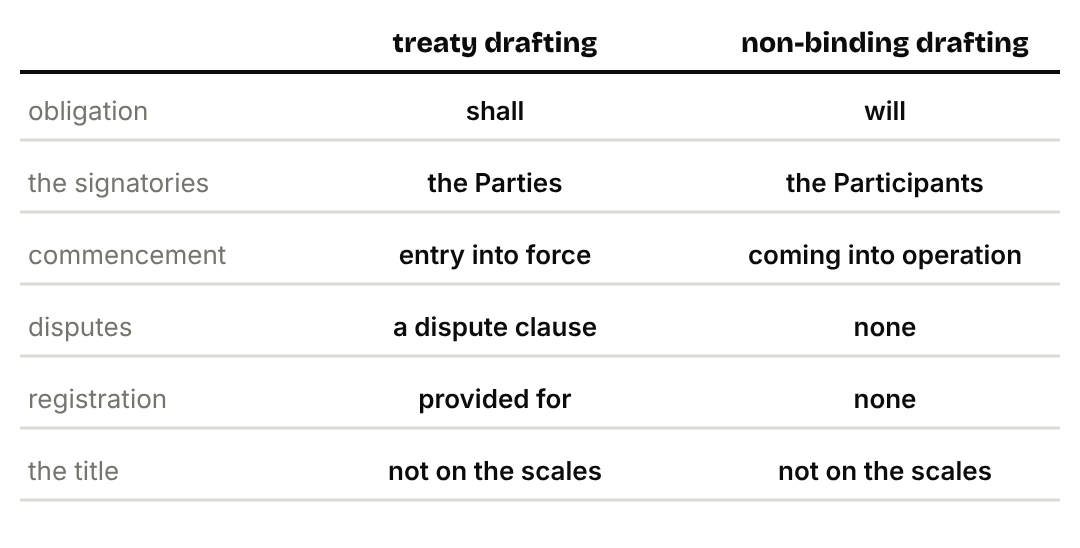 treaty drafting non-binding drafting
obligation shall will
the signatories the Parties the Participants
commencement entry into force coming into operation
disputes a dispute clause none
registration provided for none
the title not on the scales not on the scales